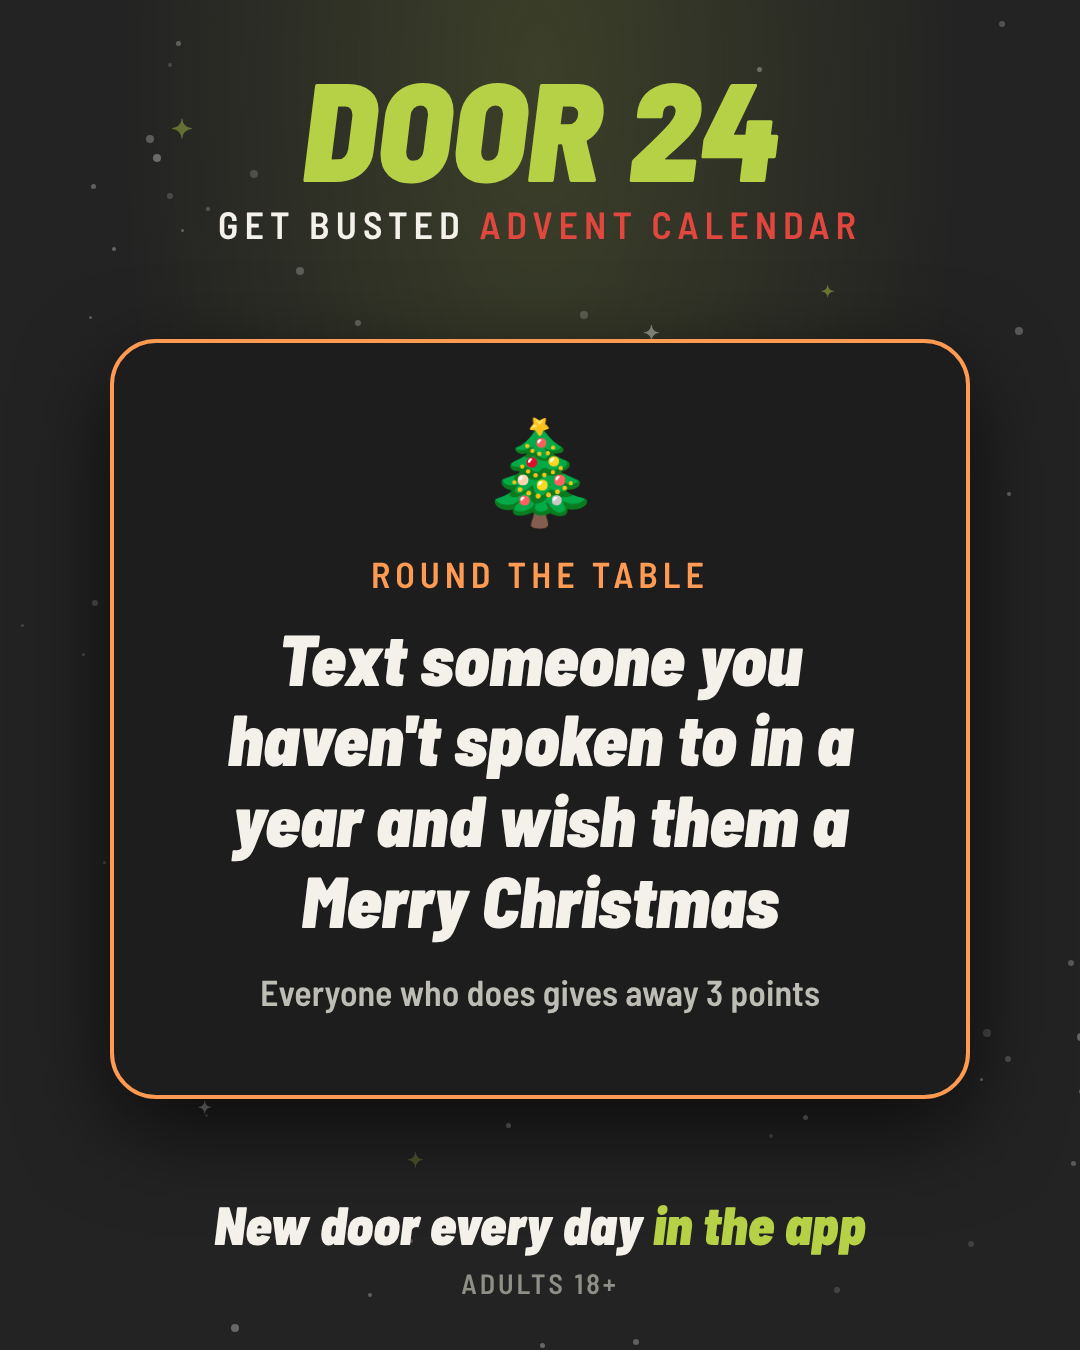 DOOR 24
GET BUSTED ADVENT CALENDAR
ROUND THE TABLE
Text someone you
haven't spoken to in a
year and wish them a
Merry Christmas
Everyone who does gives away 3 points
New door every day in the app
ADULTS 18+